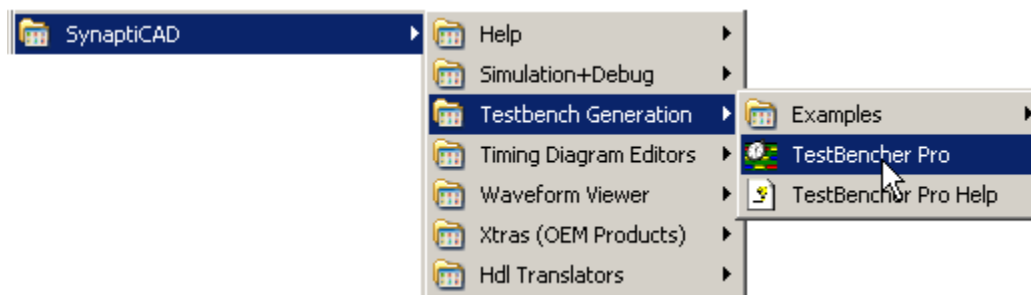 SynaptiCAD
Help
Simulation+Debug
Testbench Generation
Timing Diagram Editors
Waveform Viewer
Xtras (OEM Products)
Hdl Translators
Examples
TestBencher Pro
TestBencher Pro Help